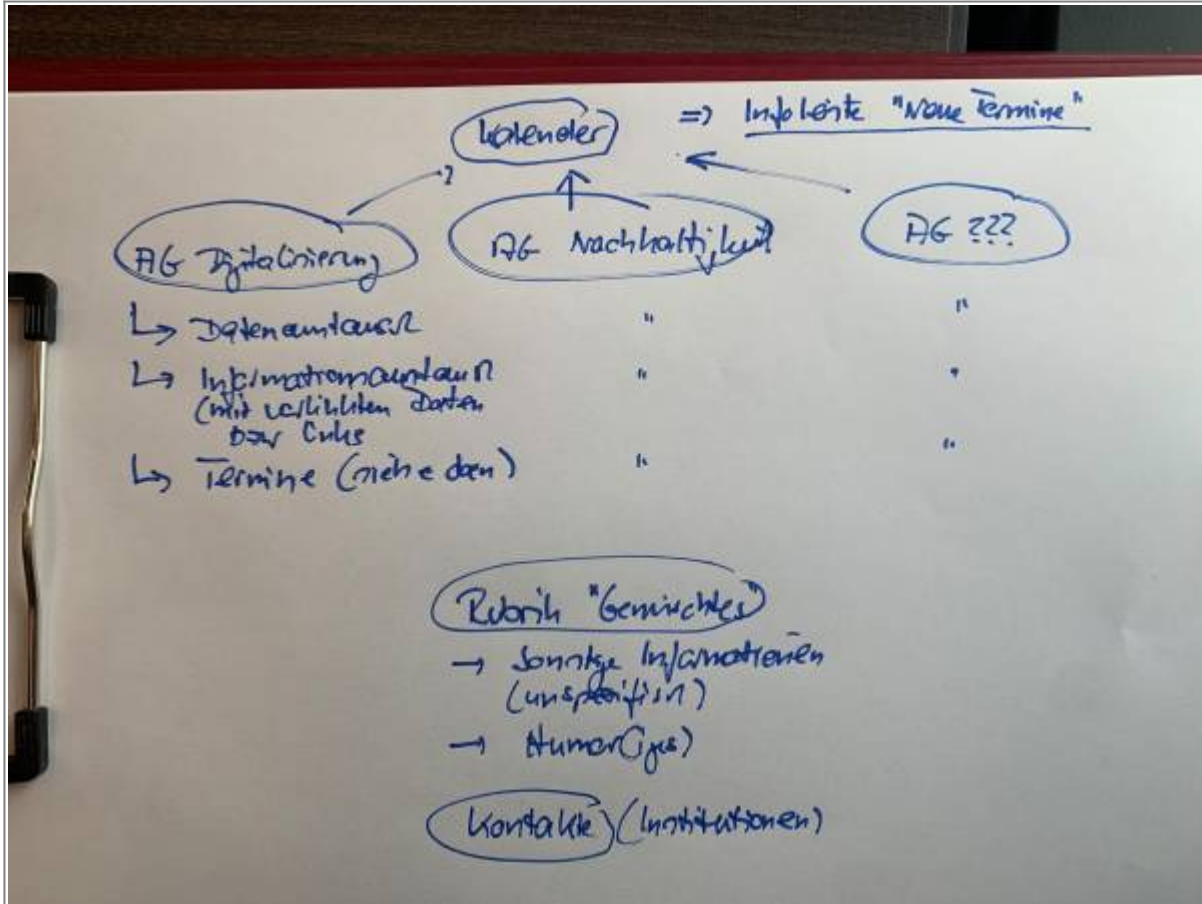 Kalender => Infoleiste "Neue Termine"
AG Digitalisierung AG Nachhaltigkeit AG ???
↳ Datenaustausch " "
↳ Informationsaustausch " "
(mit verlinkten Daten
bzw Links
↳ Termine (siehe oben) " "
Rubrik "Gemischtes"
→ Sonstige Informationen
(unspezifisch)
→ Humor(iges)
Kontakte (Institutionen)